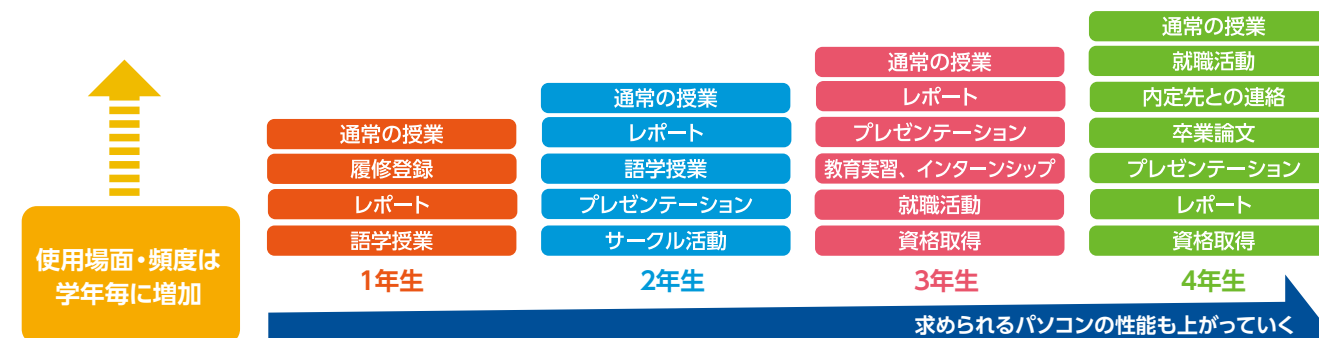 使用場面・頻度は
学年毎に増加
通常の授業
履修登録
レポート
語学授業
1年生
通常の授業
レポート
語学授業
プレゼンテーション
サークル活動
2年生
通常の授業
レポート
プレゼンテーション
教育実習、インターンシップ
就職活動
資格取得
3年生
通常の授業
就職活動
内定先との連絡
卒業論文
プレゼンテーション
レポート
資格取得
4年生
求められるパソコンの性能も上がっていく